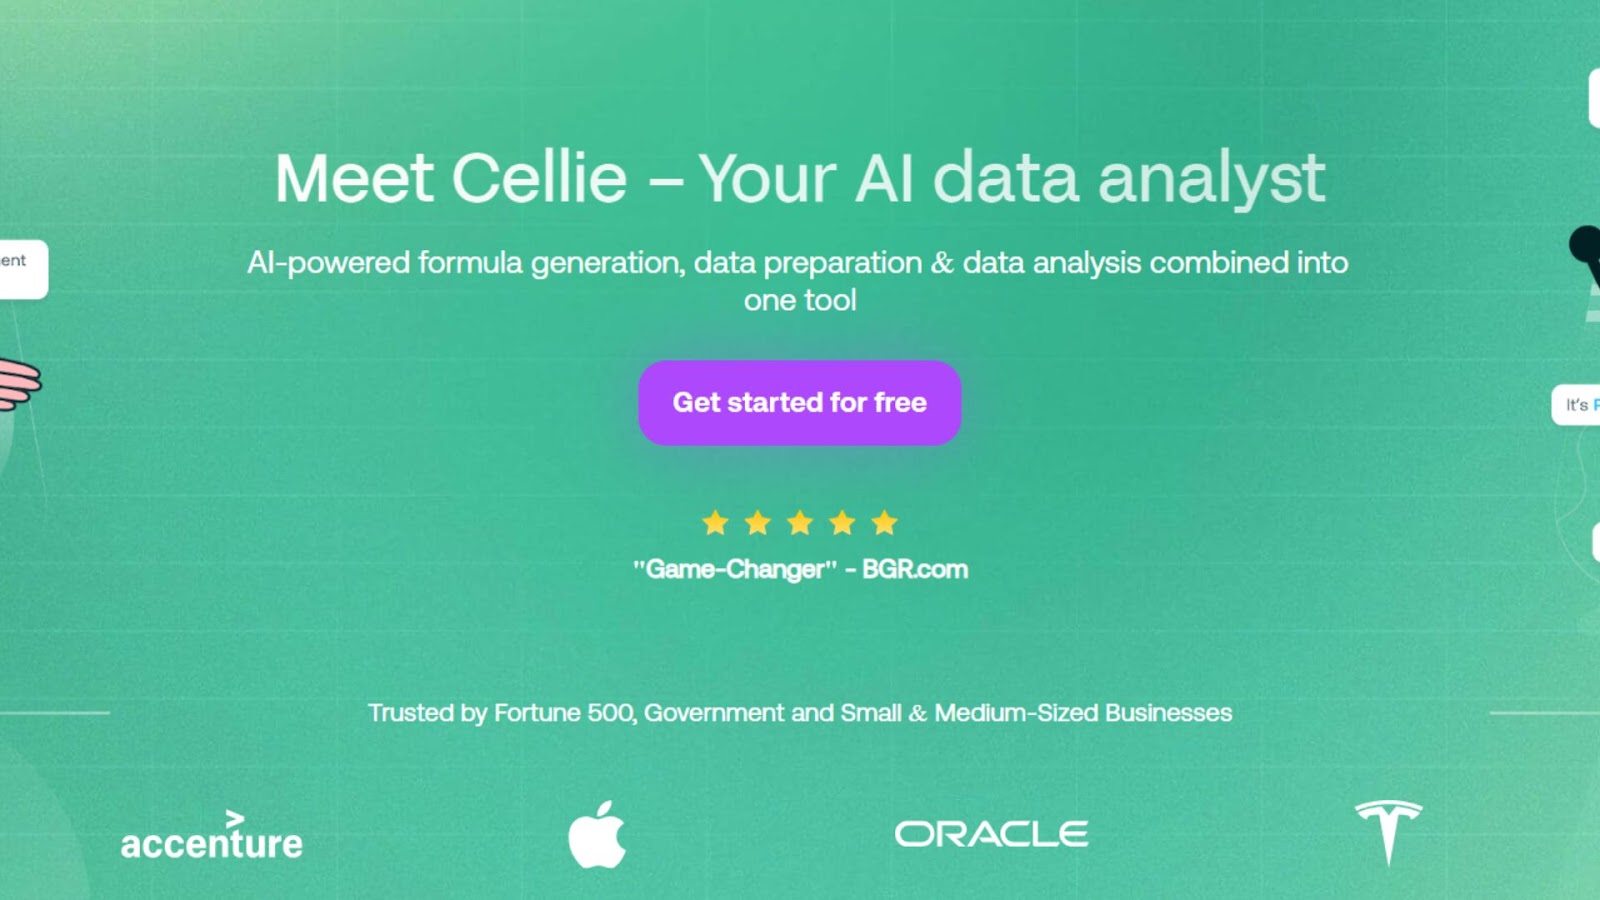 Meet Cellie – Your AI data analyst
AI-powered formula generation, data preparation & data analysis combined into
one tool
Get started for free
"Game-Changer" - BGR.com
It's
Trusted by Fortune 500, Government and Small & Medium-Sized Businesses
accenture
ORACLE